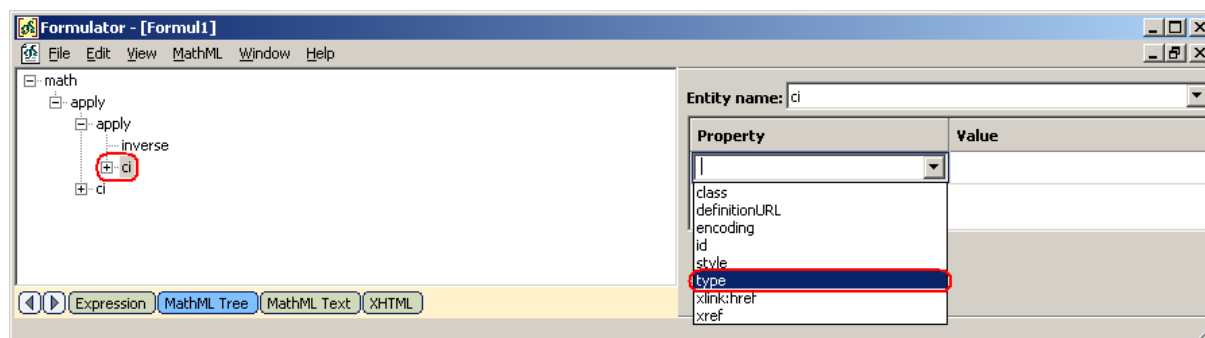 Formulator - [Formul1]
File Edit View MathML Window Help
math
apply
apply
inverse
ci
ci
Expression MathML Tree MathML Text XHTML
Entity name: ci
Property Value
class
definitionURL
encoding
id
style
type
xlink:href
xref